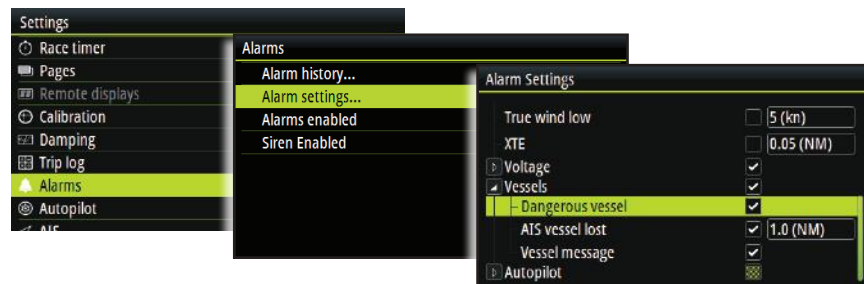 Settings
Race timer
Pages
Remote displays
Calibration
Damping
Trip log
Alarms
Autopilot
AIS
Alarms
Alarm history...
Alarm settings...
Alarms enabled
Siren Enabled
Alarm Settings
True wind low 5 (kn)
XTE 0.05 (NM)
Voltage
Vessels
Dangerous vessel
AIS vessel lost 1.0 (NM)
Vessel message
Autopilot